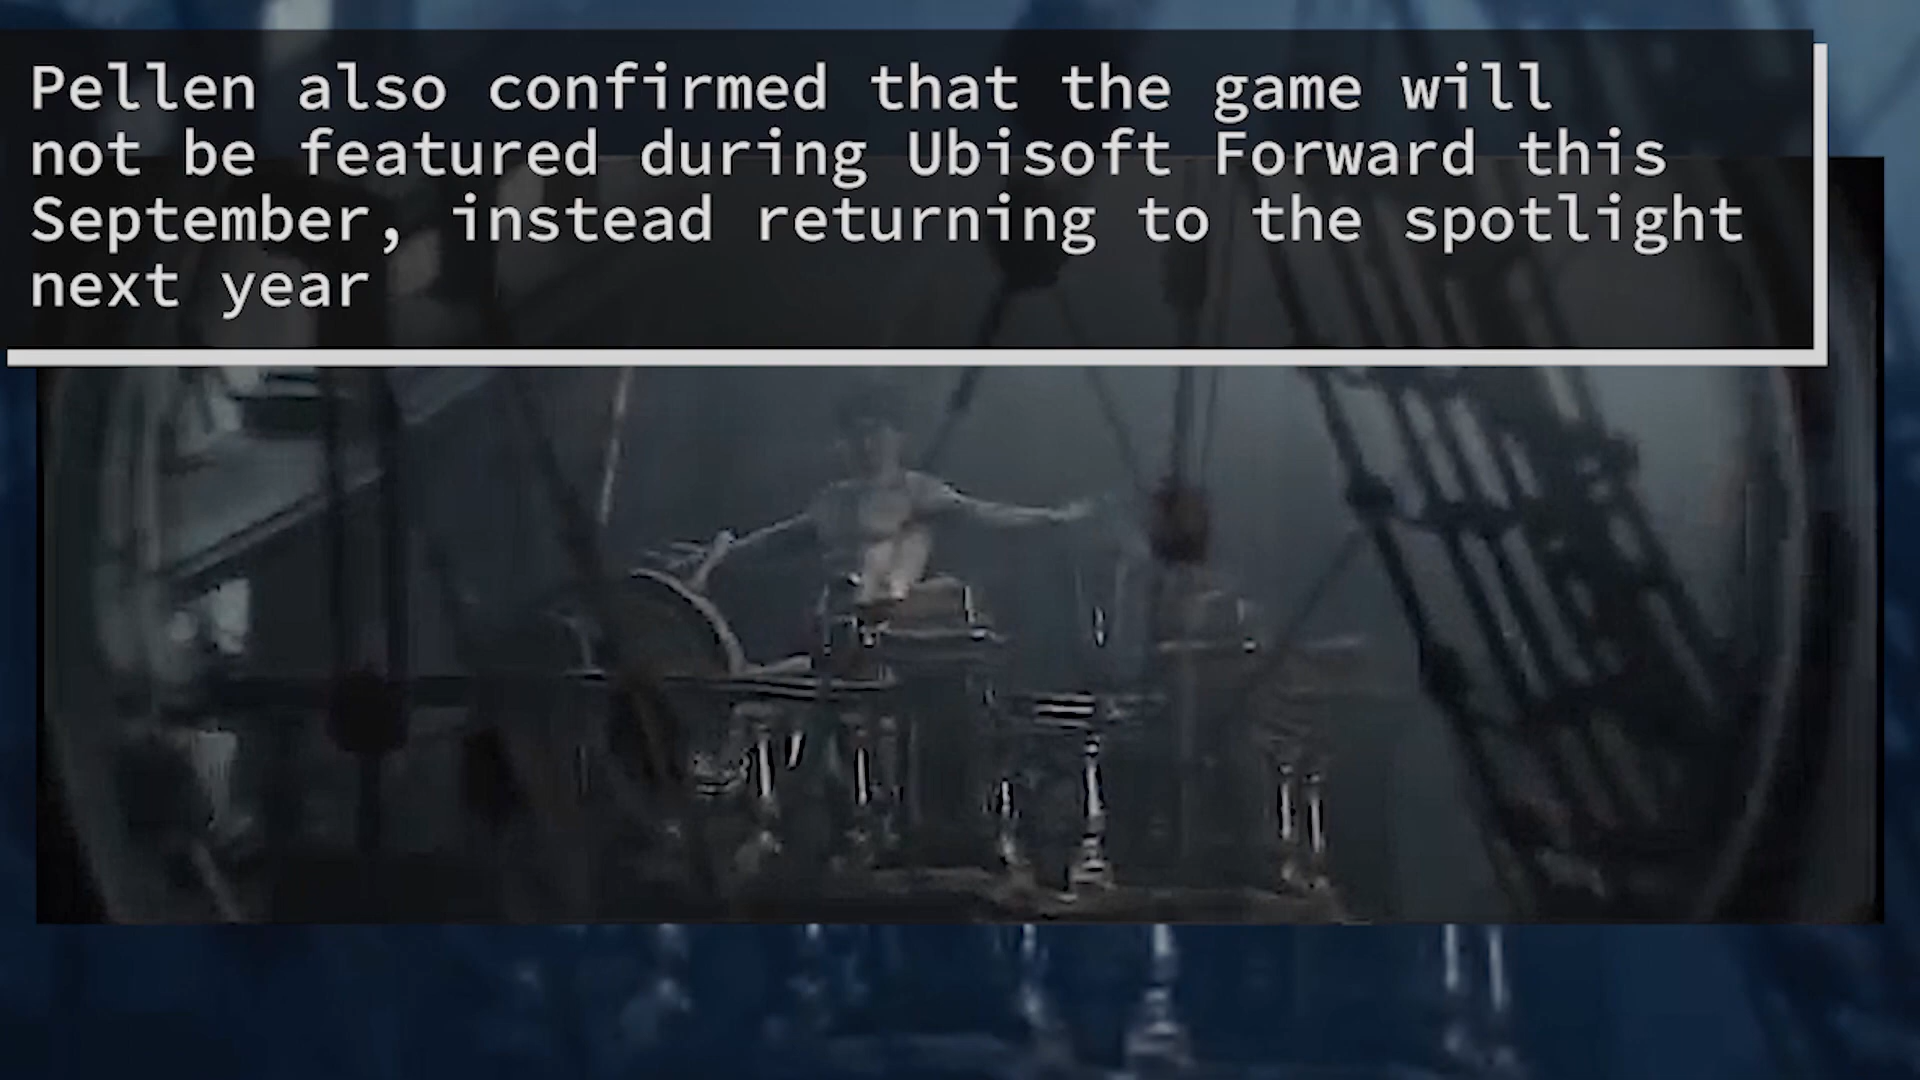 Pellen also confirmed that the game will
not be featured during Ubisoft Forward this
September, instead returning to the spotlight
next year